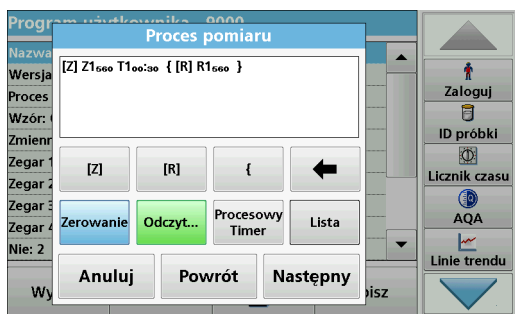 Program użytkownika 9000
Proces pomiaru
[Z] Z1₅₆₀ T1₀₀:₃₀ { [R] R1₅₆₀ }
[Z] [R] {
Zerowanie Odczyt... Procesowy Timer Lista
Anuluj Powrót Następny
Nazwa
Wersja
Proces
Wzór:
Zmienn
Zegar 1
Zegar 2
Zegar 3
Zegar 4
Nie: 2
Zaloguj
ID próbki
Licznik czasu
AQA
Linie trendu